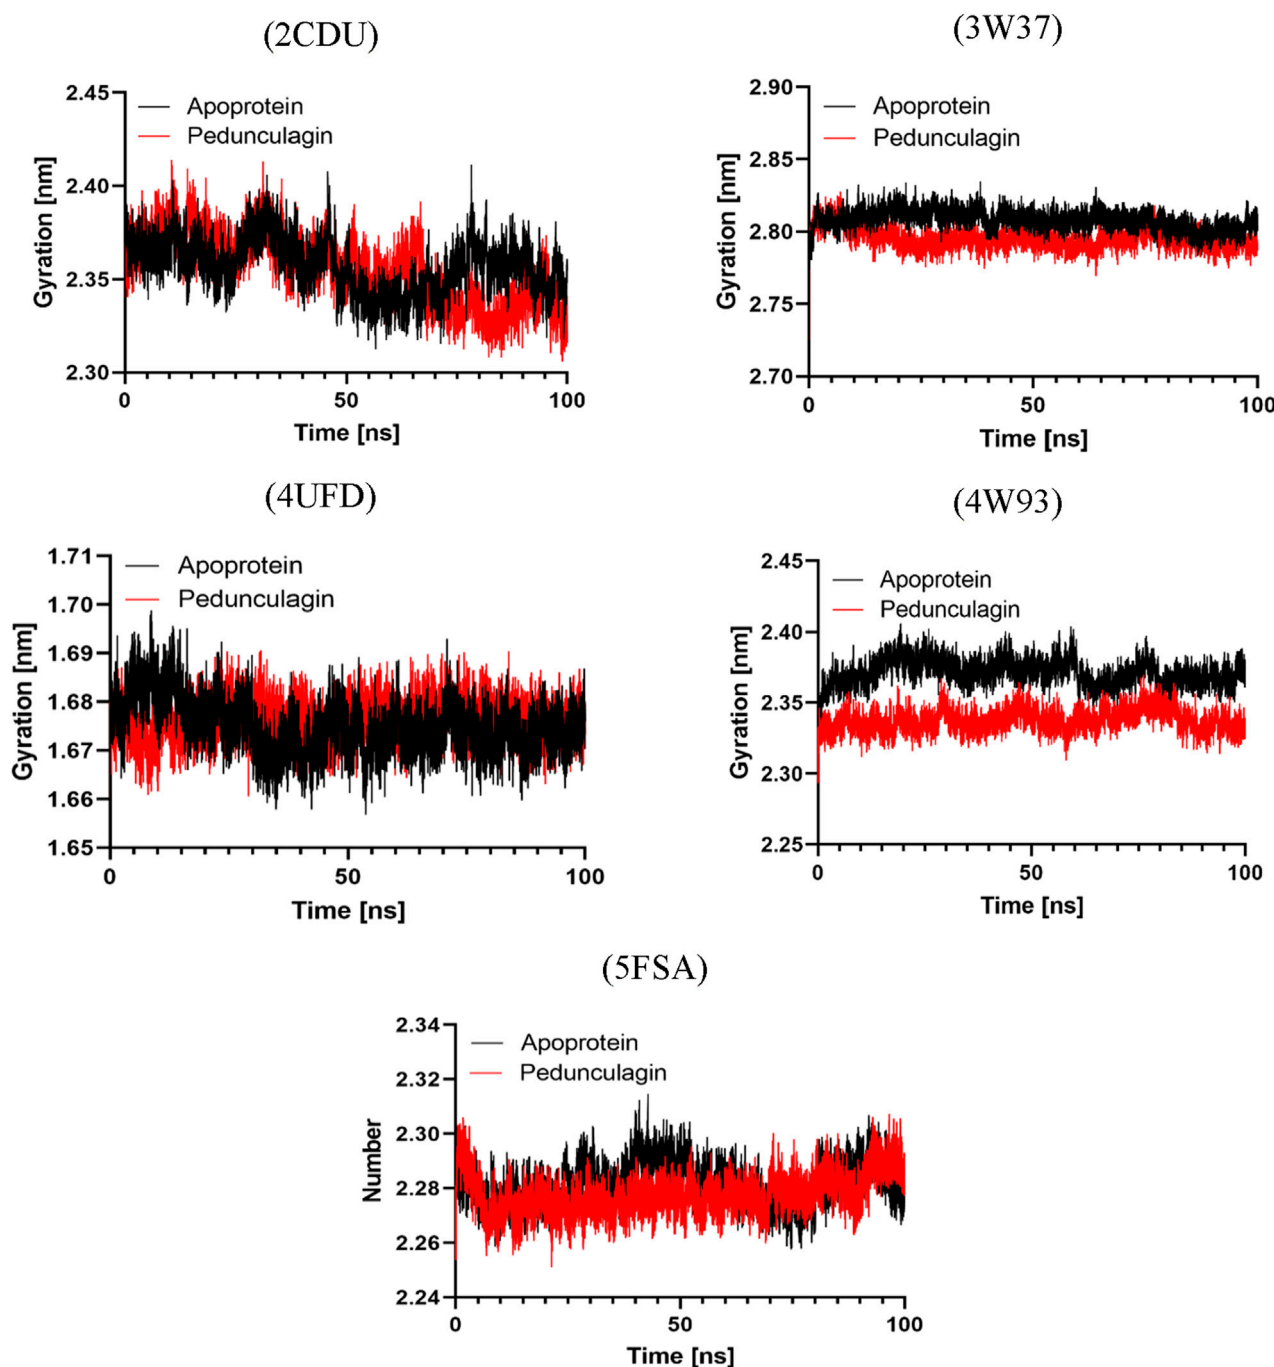 (2CDU)
2.45
2.40
2.35
2.30
Gyration [nm]
Apoprotein
Pedunculagin
0 50 100
Time [ns]
(3W37)
2.90
2.85
2.80
2.75
2.70
Gyration [nm]
Apoprotein
Pedunculagin
0 50 100
Time [ns]
(4UFD)
1.71
1.70
1.69
1.68
1.67
1.66
1.65
Gyration [nm]
Apoprotein
Pedunculagin
0 50 100
Time [ns]
(4W93)
2.45
2.40
2.35
2.30
2.25
Gyration [nm]
Apoprotein
Pedunculagin
0 50 100
Time [ns]
(5FSA)
2.34
2.32
2.30
2.28
2.26
2.24
Number
Apoprotein
Pedunculagin
0 50 100
Time [ns]